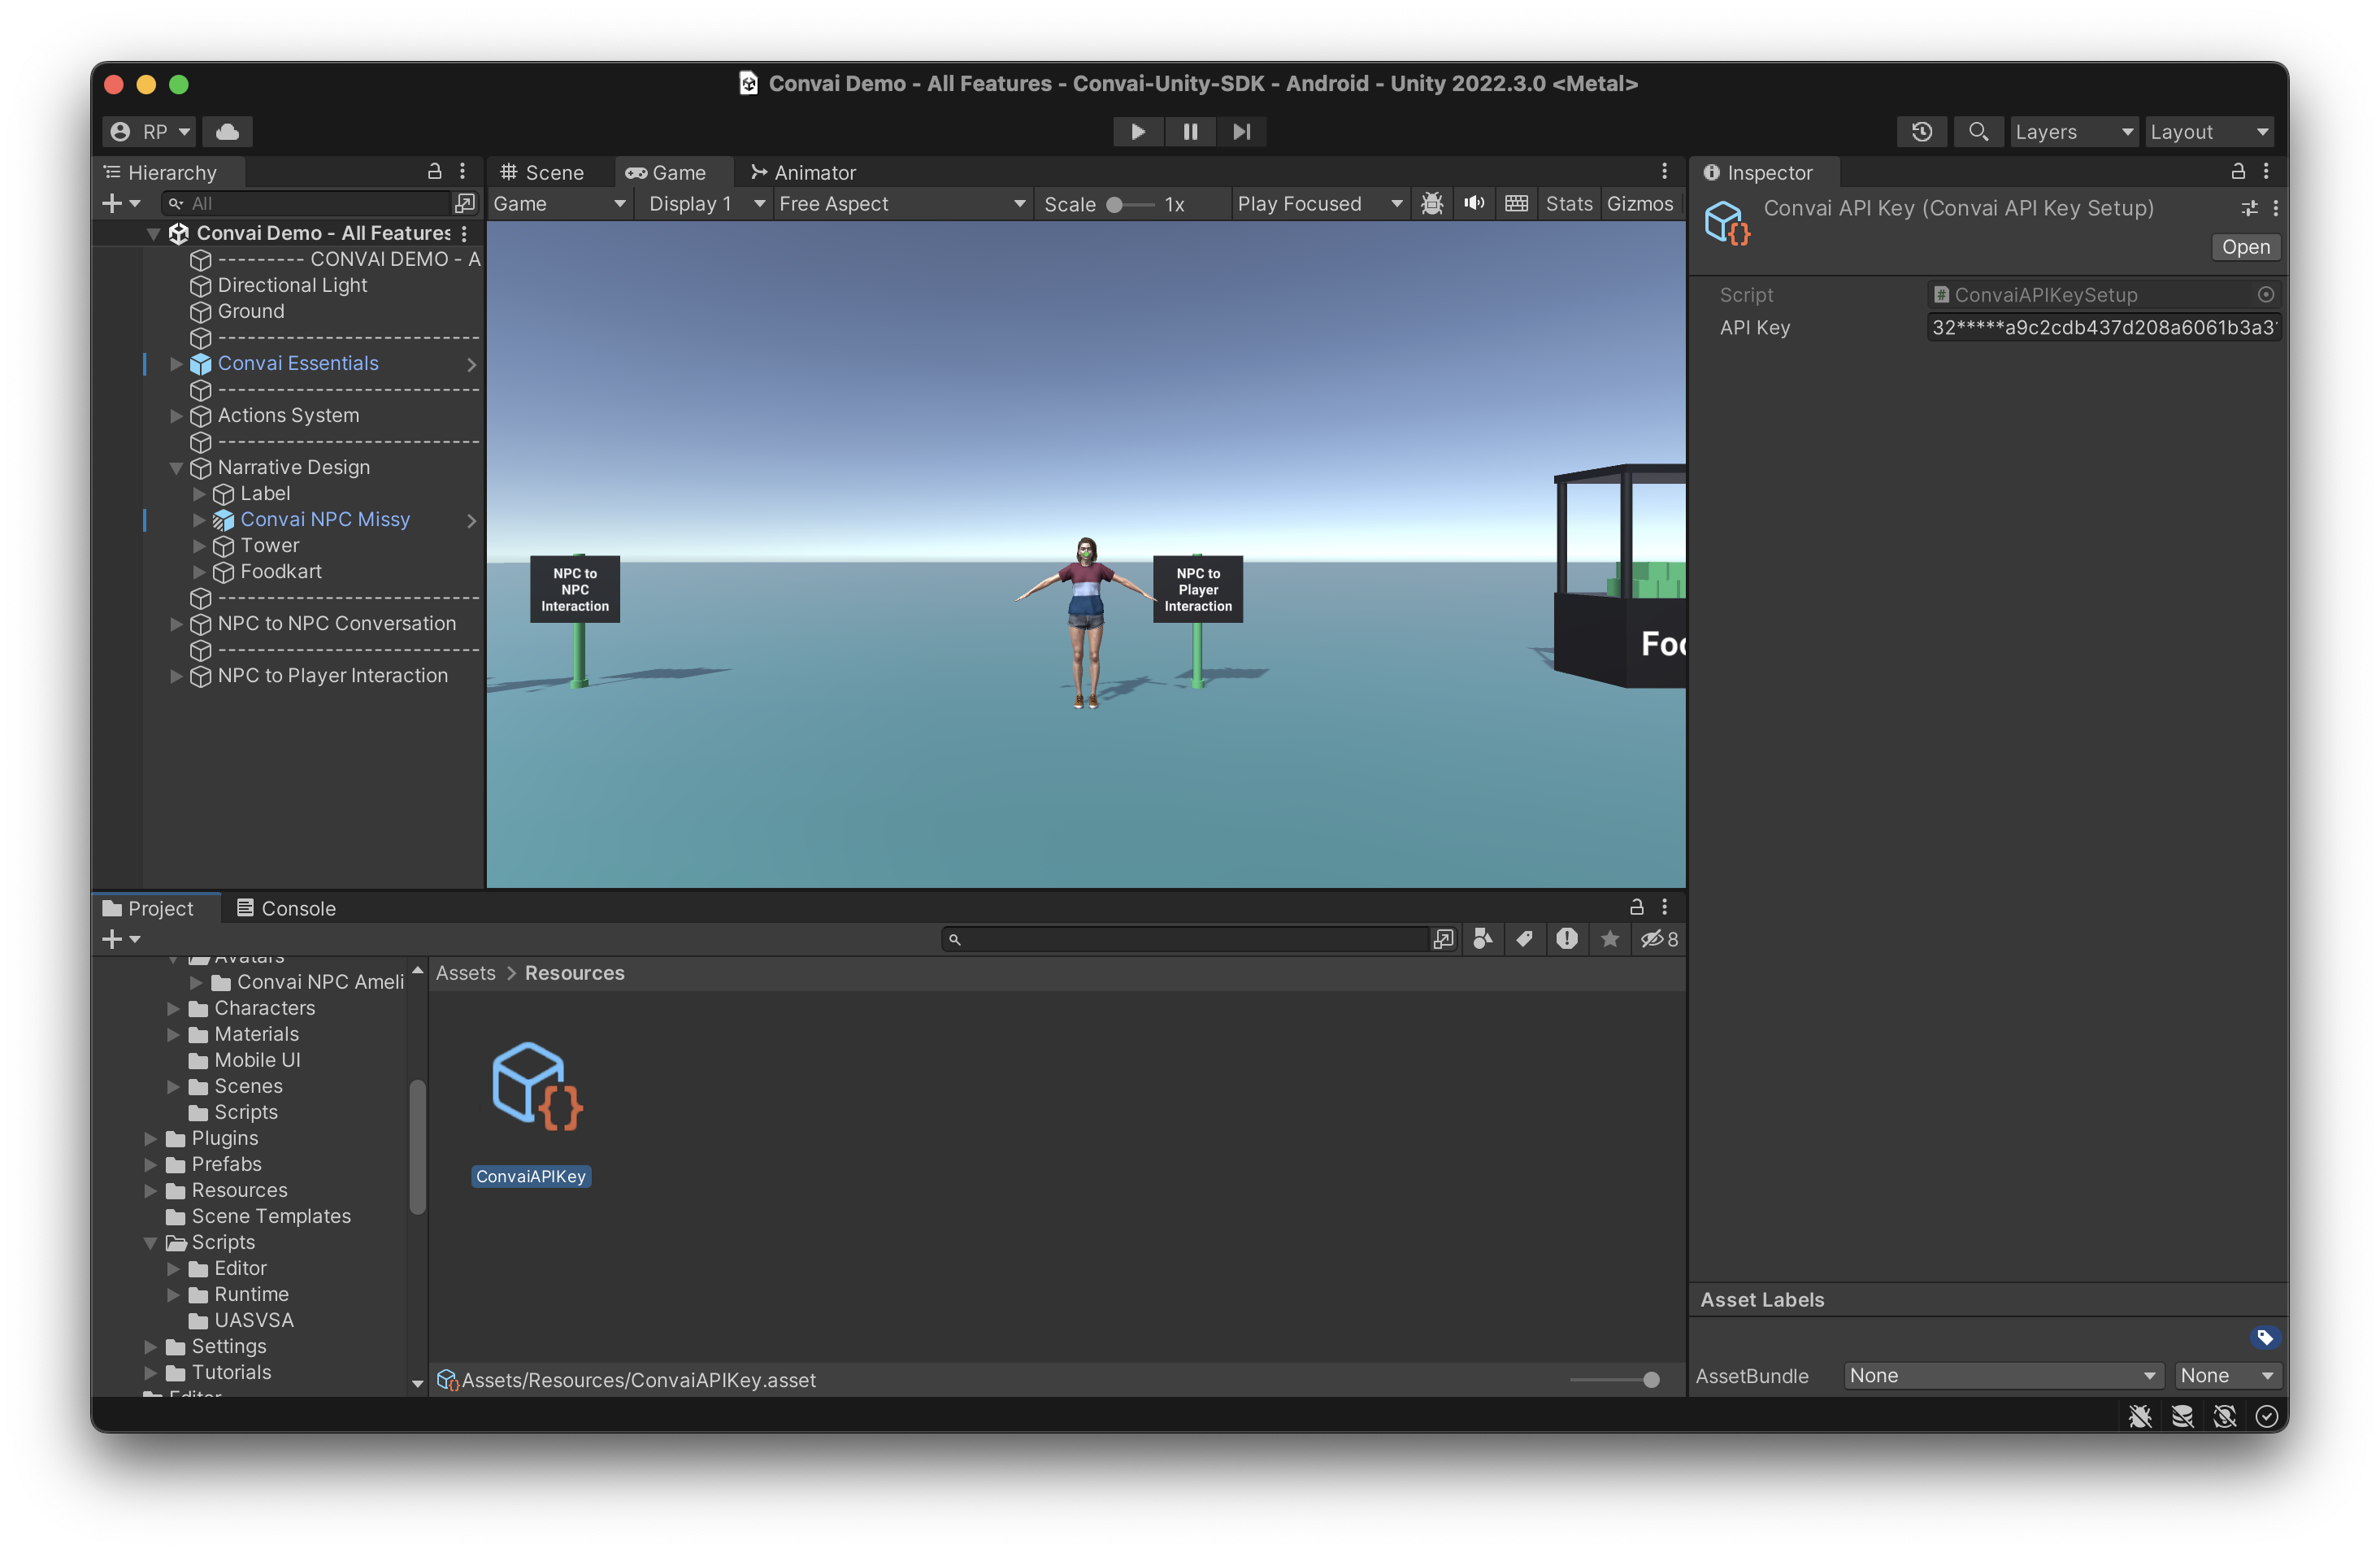 Convai Demo - All Features - Convai-Unity-SDK - Android - Unity 2022.3.0 <Metal>
RP
Layers
Layout
Hierarchy
All
Convai Demo - All Features
--------- CONVAI DEMO - A
Directional Light
Ground
Convai Essentials
Actions System
Narrative Design
Label
Convai NPC Missy
Tower
Foodkart
NPC to NPC Conversation
NPC to Player Interaction
Scene
Game
Animator
Game
Display 1
Free Aspect
Scale
1x
Play Focused
Stats
Gizmos
NPC to
NPC
Interaction
NPC to
Player
Interaction
Foo
Inspector
Convai API Key (Convai API Key Setup)
Open
Script
ConvaiAPIKeySetup
API Key
32*****a9c2cdb437d208a6061b3a3
Project
Console
8
Avatars
Convai NPC Ameli
Characters
Materials
Mobile UI
Scenes
Scripts
Plugins
Prefabs
Resources
Scene Templates
Scripts
Editor
Runtime
UASVSA
Settings
Tutorials
Editor
Assets > Resources
ConvaiAPIKey
Assets/Resources/ConvaiAPIKey.asset
Asset Labels
AssetBundle
None
None